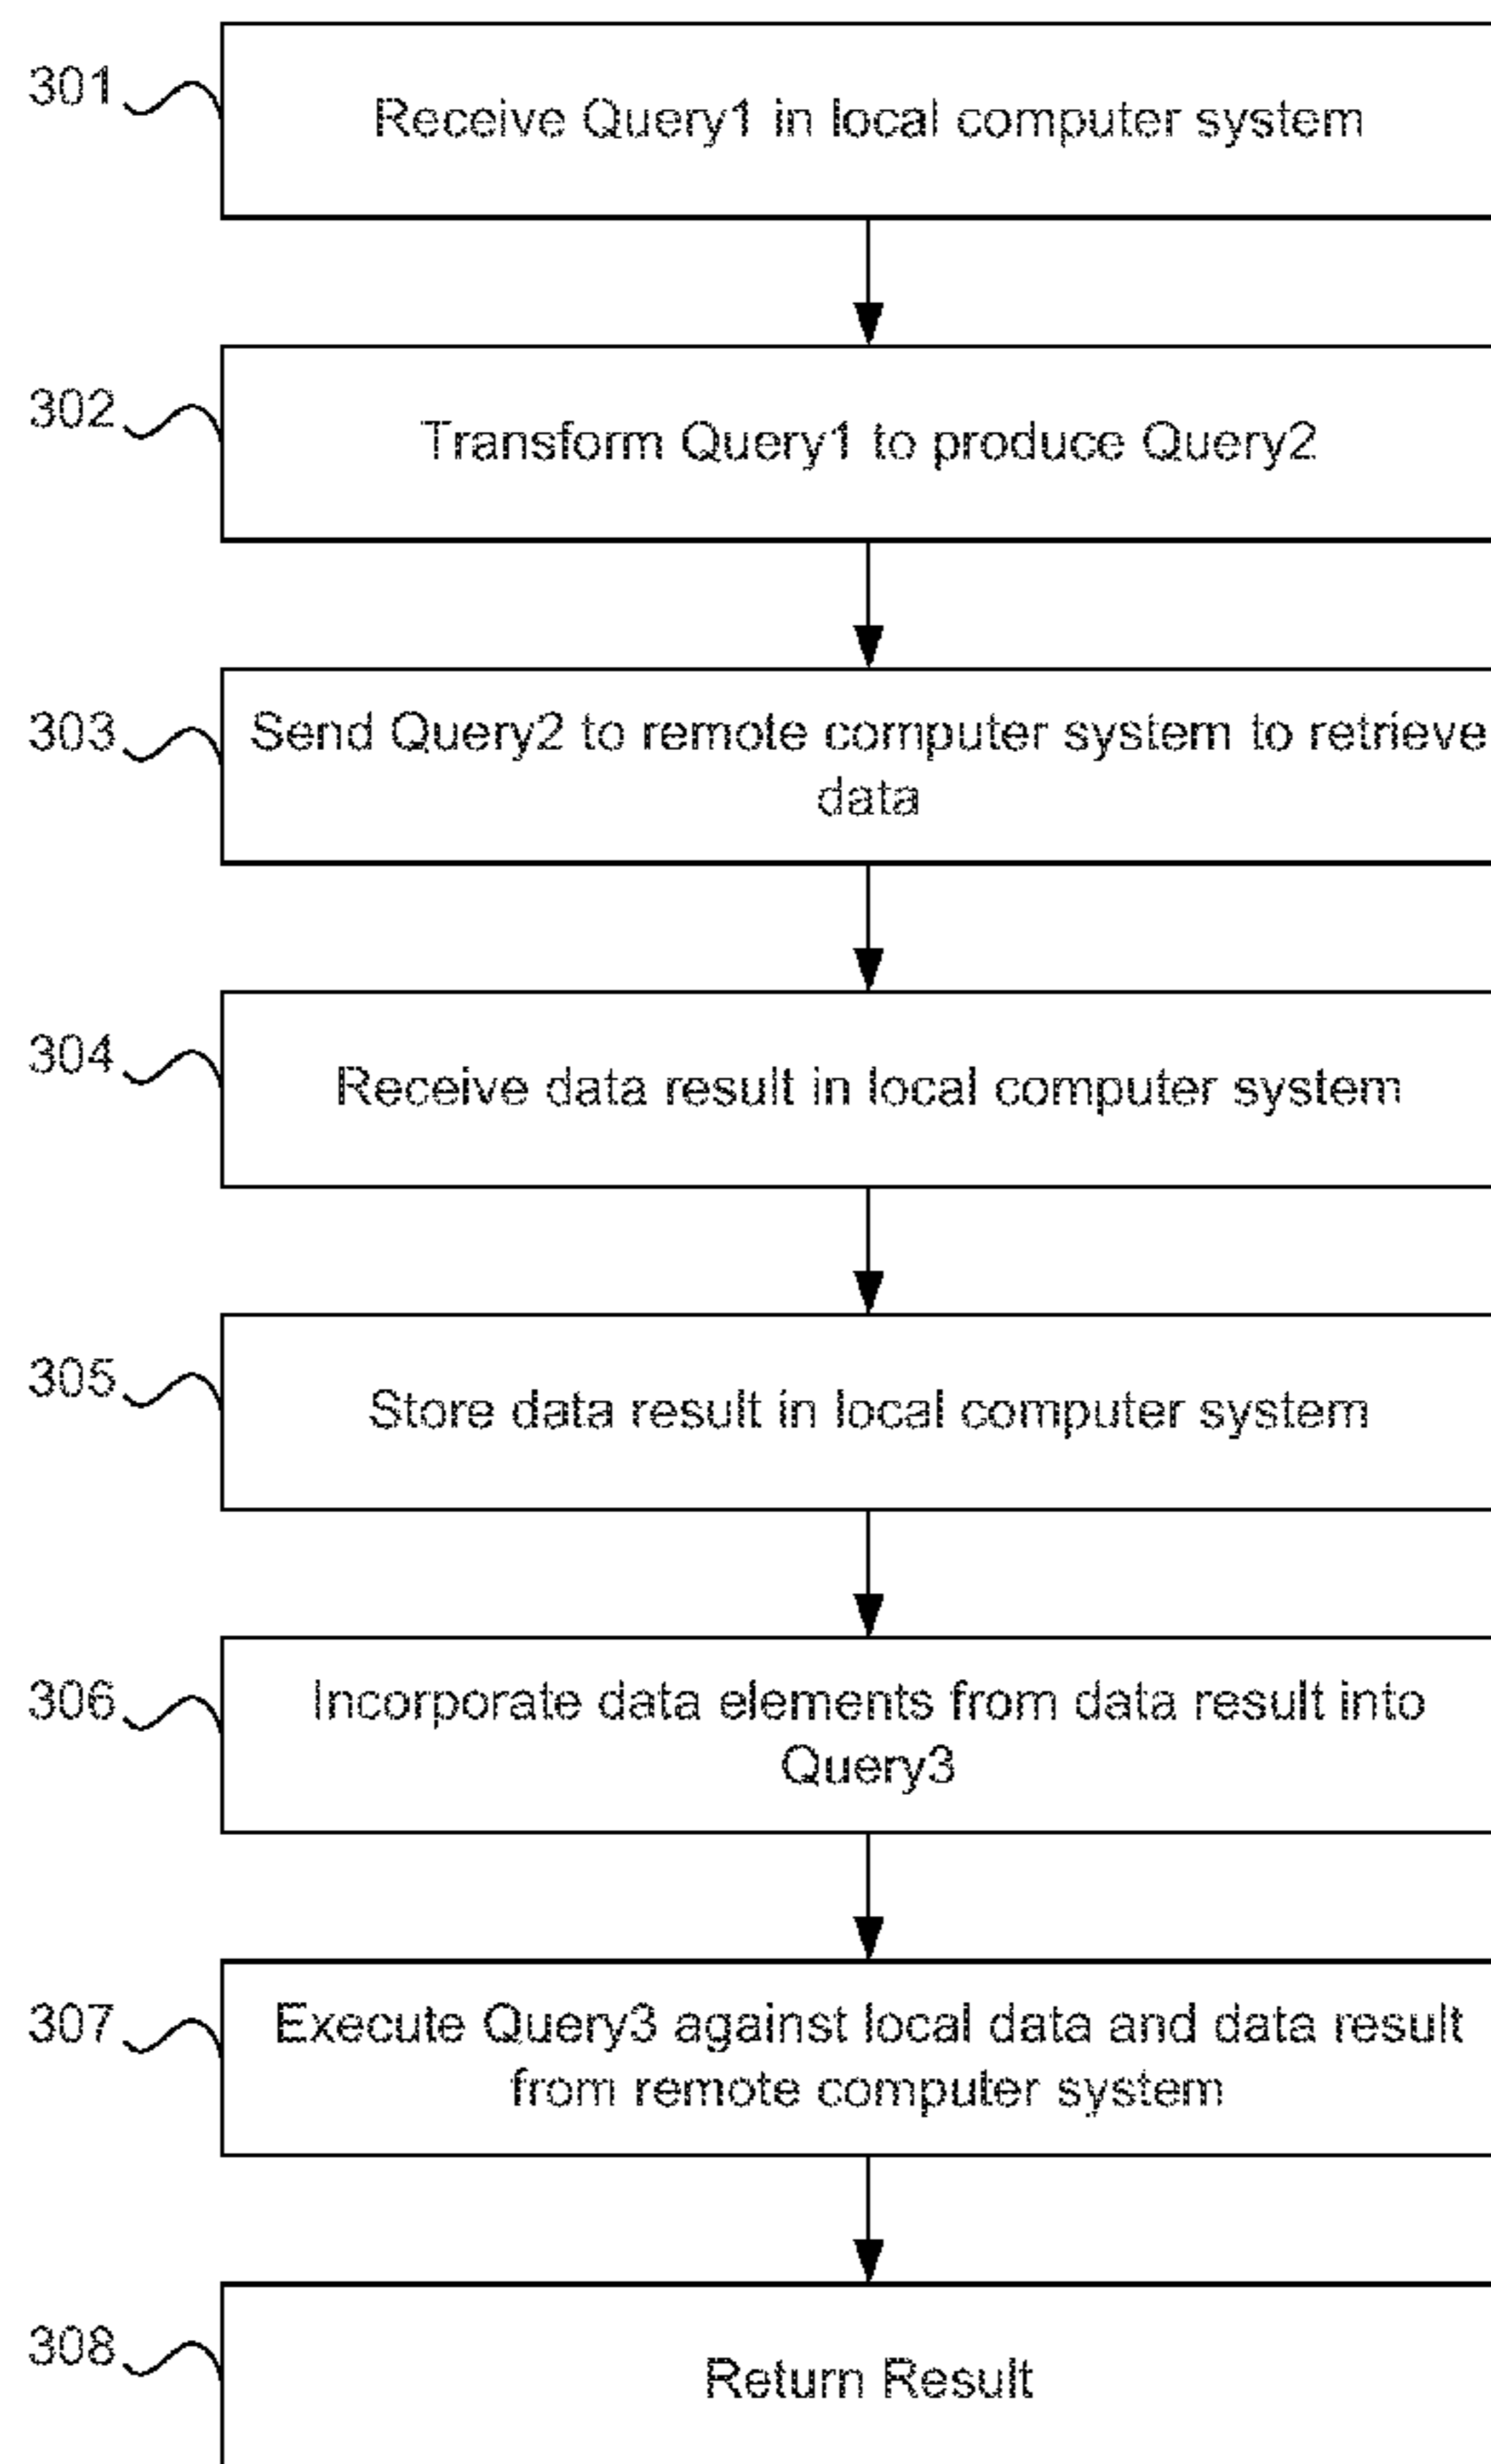 301
Receive Query1 in local computer system
302
Transform Query1 to produce Query2
303
Send Query2 to remote computer system to retrieve
data
304
Receive data result in local computer system
305
Store data result in local computer system
306
Incorporate data elements from data result into
Query3
307
Execute Query3 against local data and data result
from remote computer system
308
Return Result